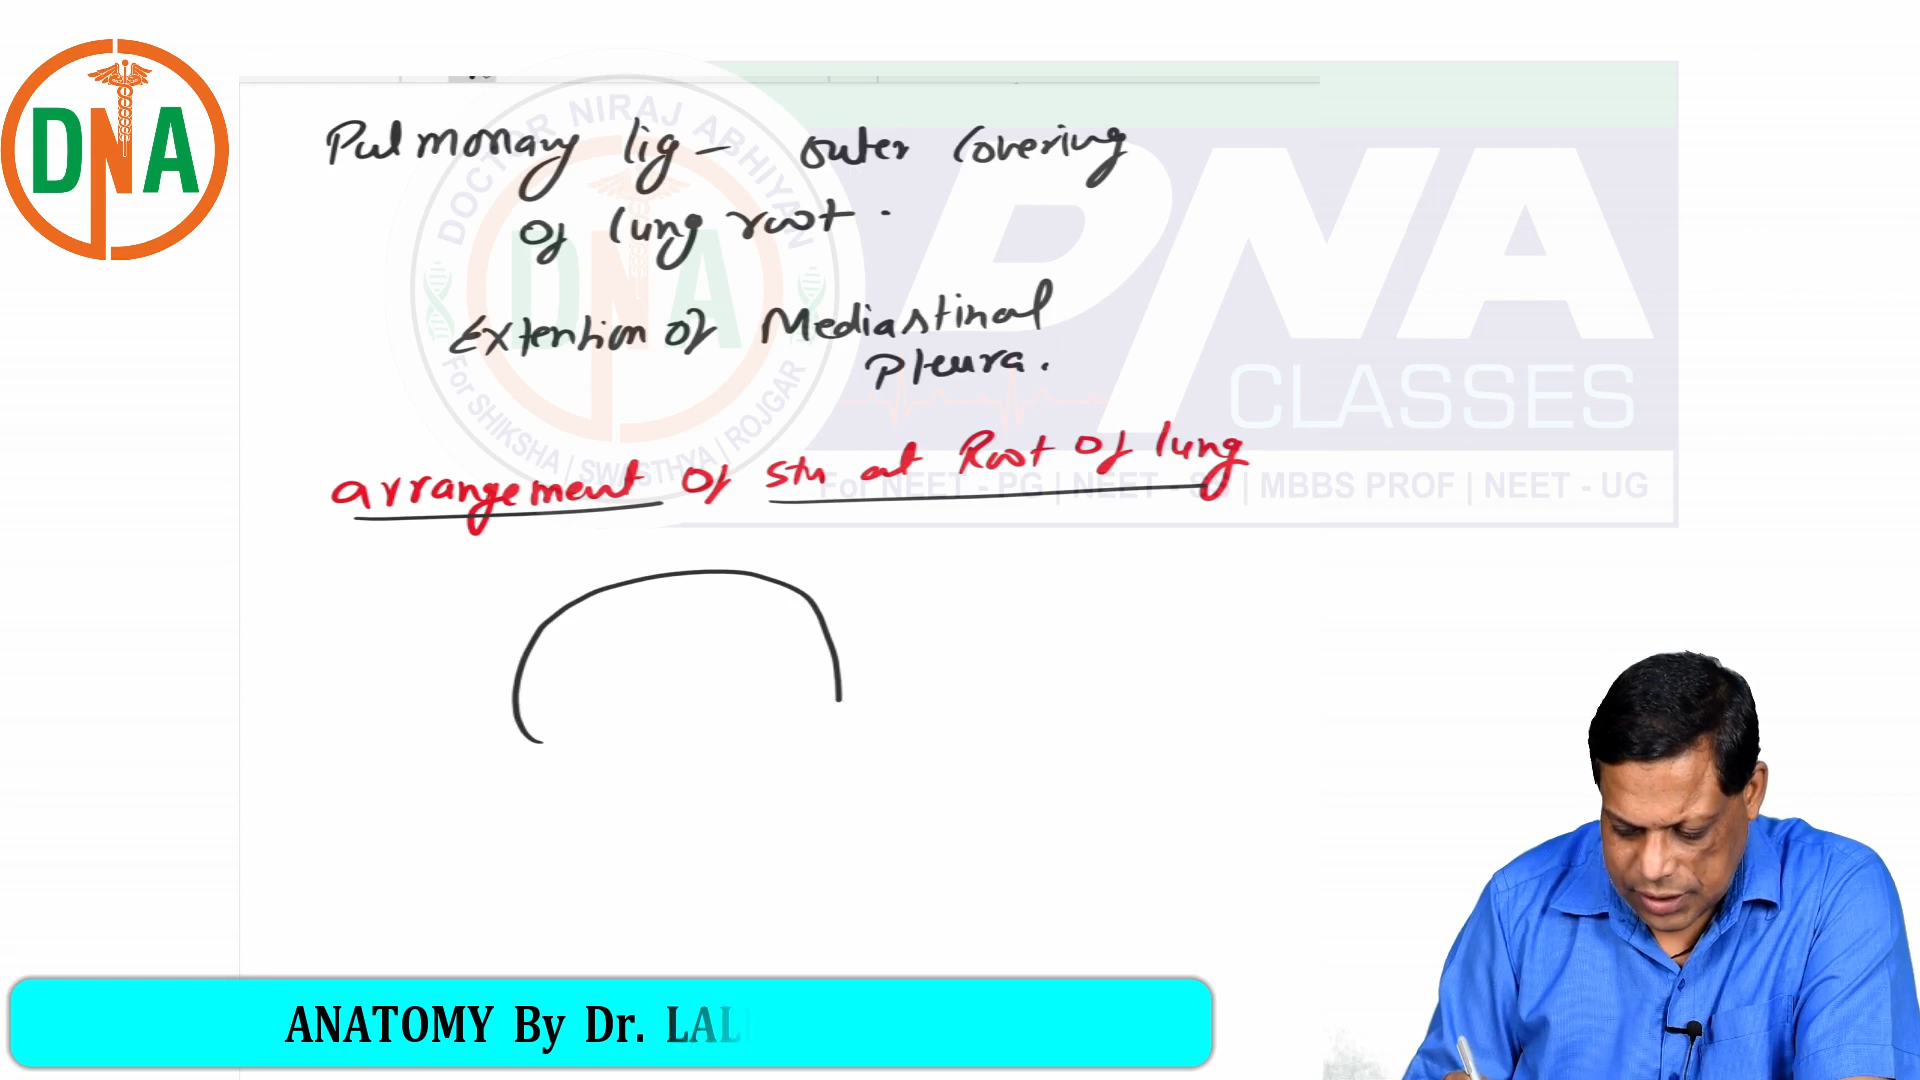 DNA
DOCTOR NIRAJ ABHIYAN
DNA
For SHIKSHA | SWASTHYA | ROJGAR
DNA
CLASSES
For NEET - PG | NEET - SS | MBBS PROF | NEET - UG
Pulmonary lig — outer Covering
of lung root .
Extention of Mediastinal
Pleura .
arrangement of Stu at Root of lung
ANATOMY By Dr. LAL